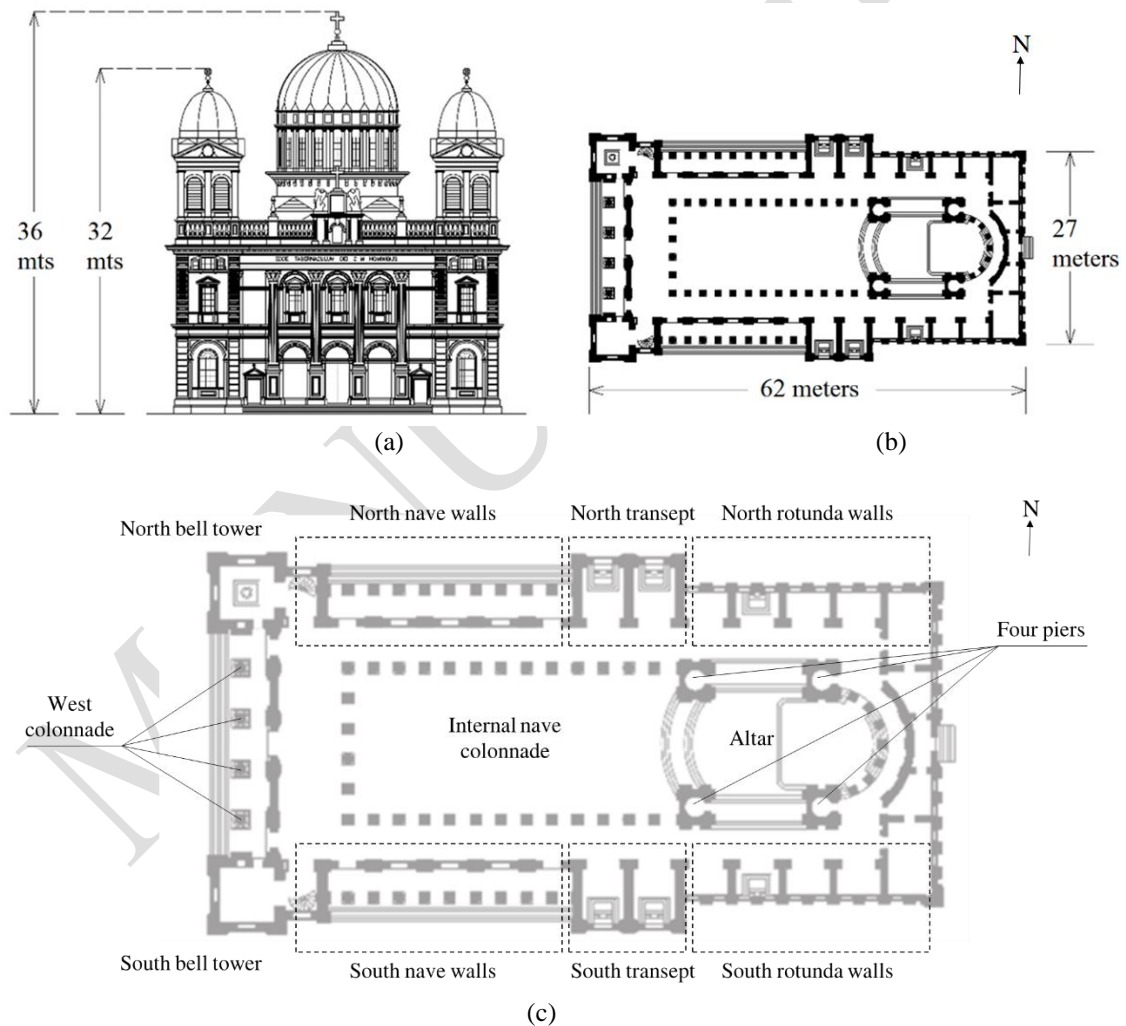 36
mts
32
mts
(a)
N
27
meters
62 meters
(b)
North bell tower
North nave walls
North transept
North rotunda walls
N
Four piers
West
colonnade
Internal nave
colonnade
Altar
South bell tower
South nave walls
South transept
South rotunda walls
(c)